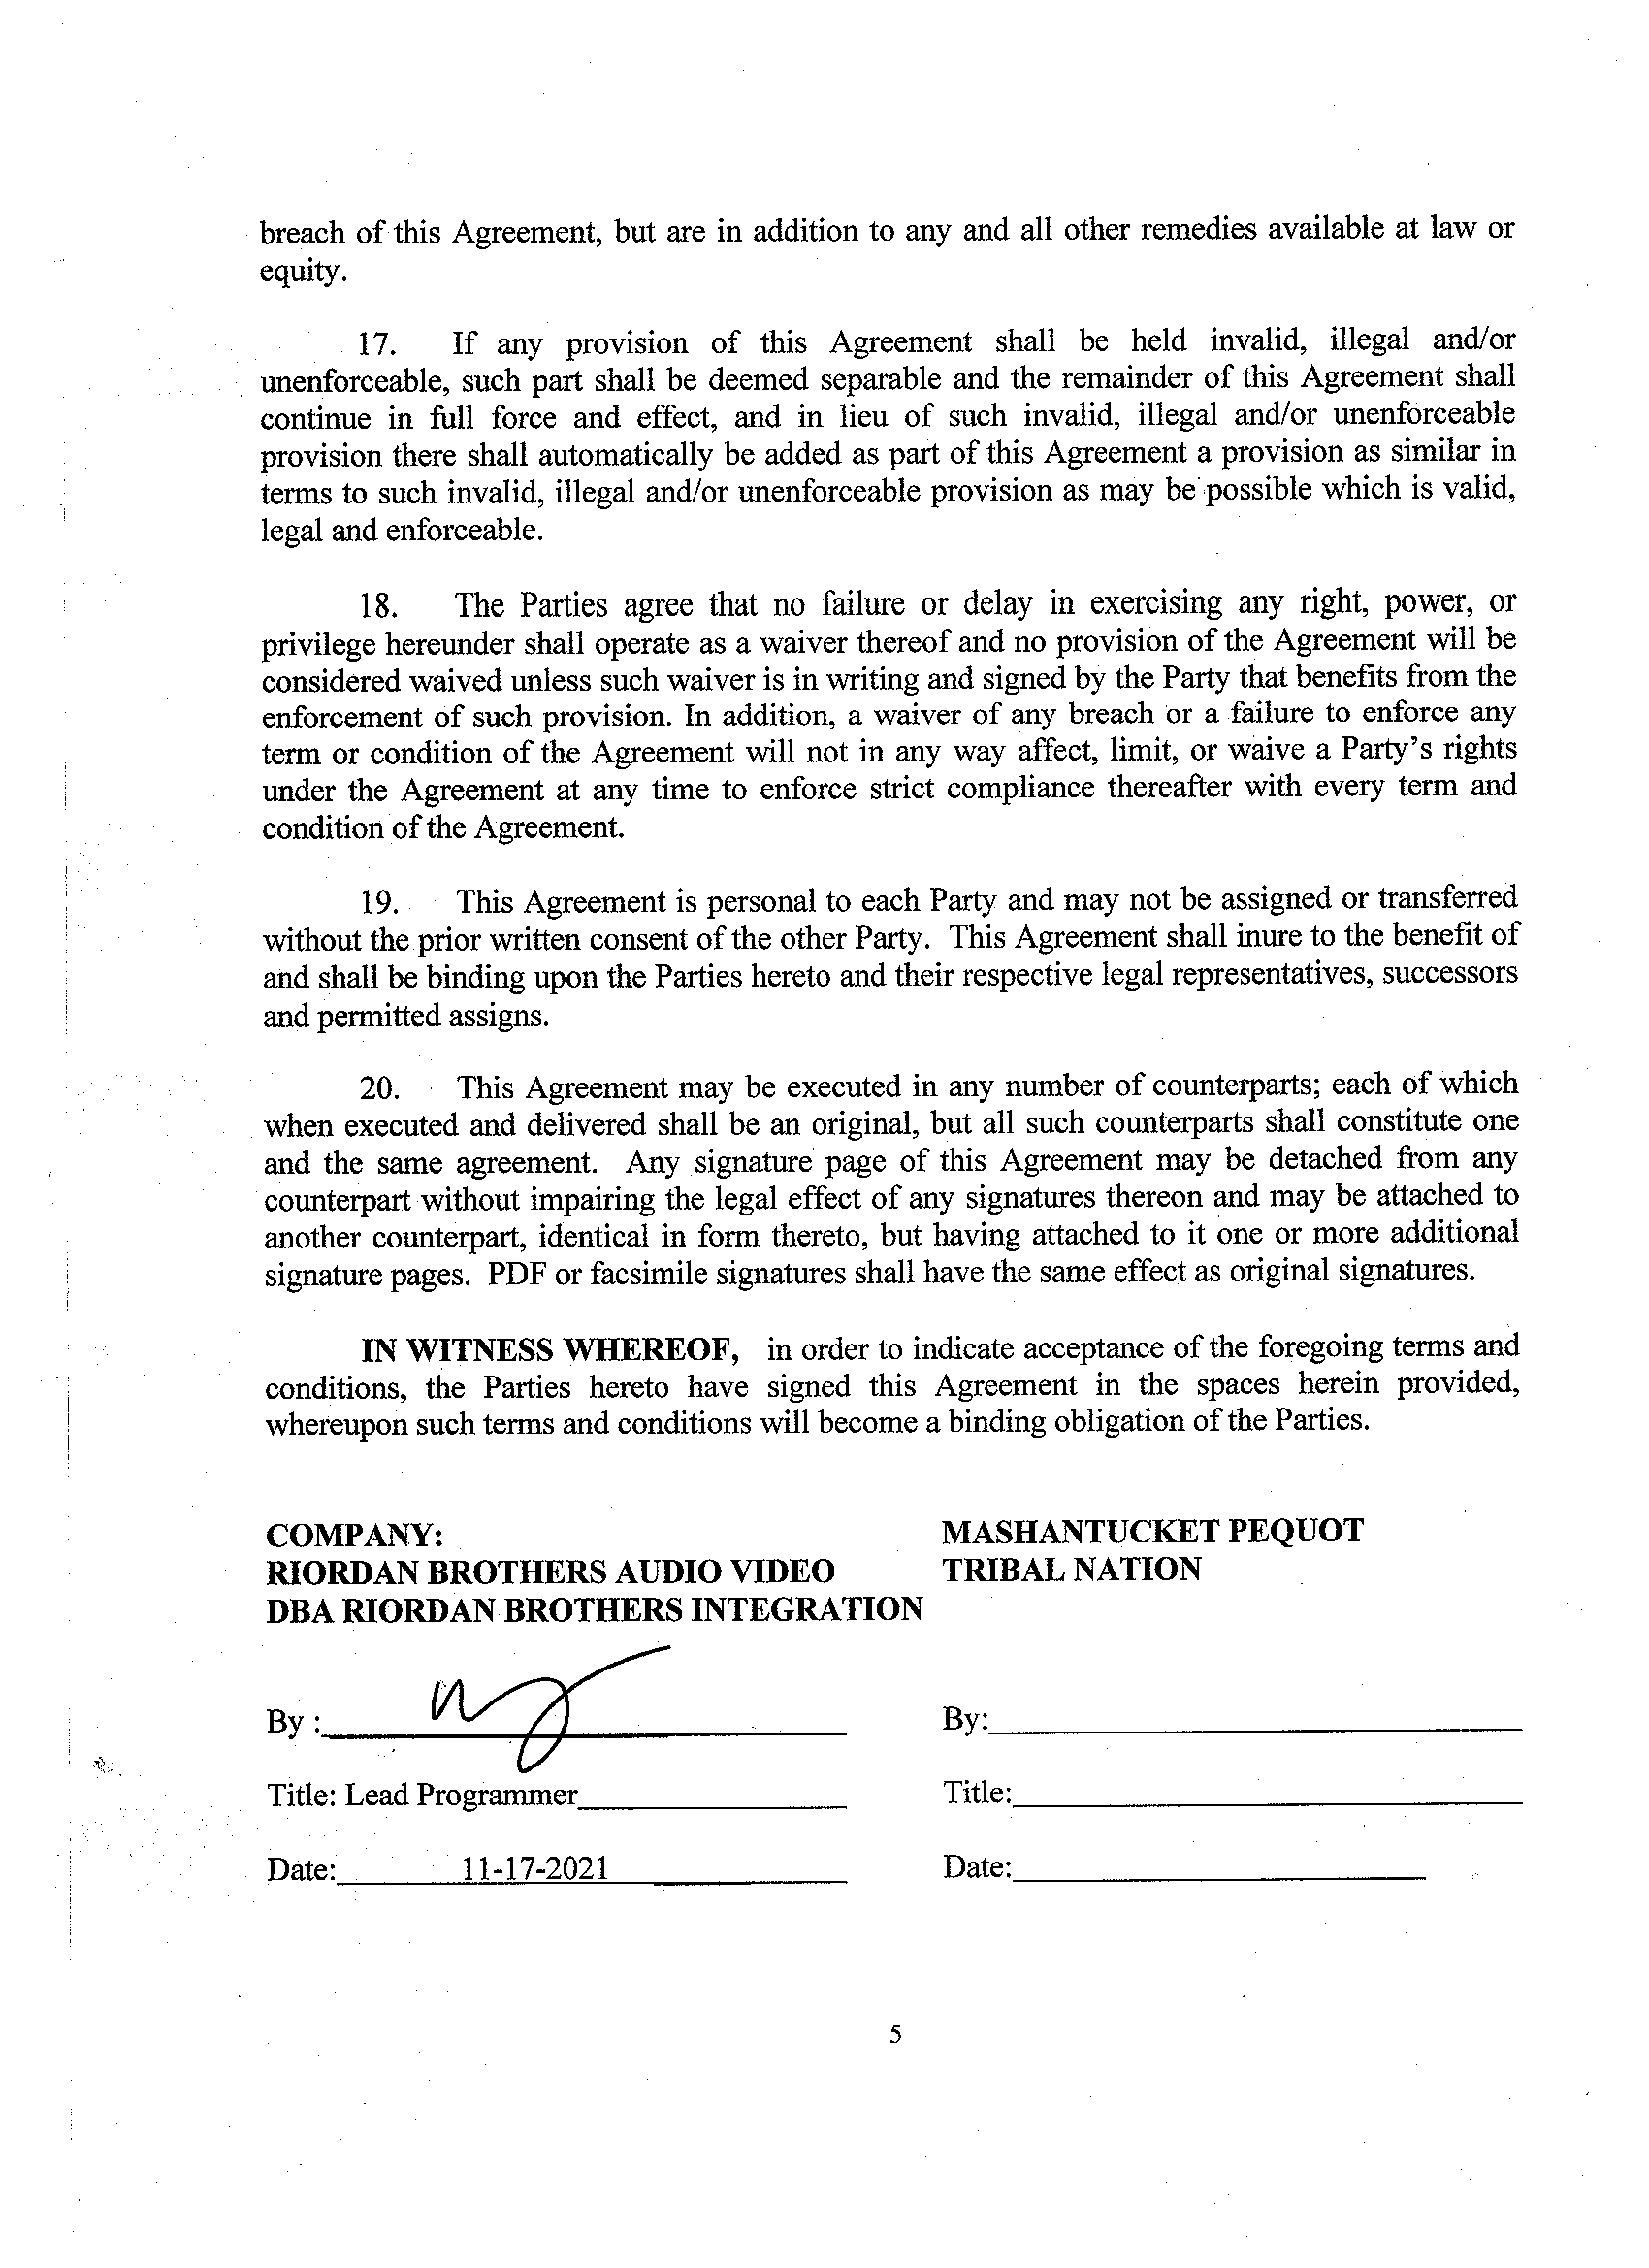 breach of this Agreement, but are in addition to any and all other remedies available at law or
equity.
17. If any provision of this Agreement shall be held invalid, illegal and/or
unenforceable, such part shall be deemed separable and the remainder of this Agreement shall
continue in full force and effect, and in lieu of such invalid, illegal and/or unenforceable
provision there shall automatically be added as part of this Agreement a provision as similar in
terms to such invalid, illegal and/or unenforceable provision as may be possible which is valid,
legal and enforceable.
18. The Parties agree that no failure or delay in exercising any right, power, or
privilege hereunder shall operate as a waiver thereof and no provision of the Agreement will be
considered waived unless such waiver is in writing and signed by the Party that benefits from the
enforcement of such provision. In addition, a waiver of any breach or a failure to enforce any
term or condition of the Agreement will not in any way affect, limit, or waive a Party's rights
under the Agreement at any time to enforce strict compliance thereafter with every term and
condition of the Agreement.
19. This Agreement is personal to each Party and may not be assigned or transferred
without the prior written consent of the other Party. This Agreement shall inure to the benefit of
and shall be binding upon the Parties hereto and their respective legal representatives, successors
and permitted assigns.
20. This Agreement may be executed in any number of counterparts; each of which
when executed and delivered shall be an original, but all such counterparts shall constitute one
and the same agreement. Any signature page of this Agreement may be detached from any
counterpart without impairing the legal effect of any signatures thereon and may be attached to
another counterpart, identical in form thereto, but having attached to it one or more additional
signature pages. PDF or facsimile signatures shall have the same effect as original signatures.
IN WITNESS WHEREOF, in order to indicate acceptance of the foregoing terms and
conditions, the Parties hereto have signed this Agreement in the spaces herein provided,
whereupon such terms and conditions will become a binding obligation of the Parties.
COMPANY:
RIORDAN BROTHERS AUDIO VIDEO
DBA RIORDAN BROTHERS INTEGRATION
By :
Title: Lead Programmer
Date: 11-17-2021
MASHANTUCKET PEQUOT
TRIBAL NATION
By:
Title:
Date:
5